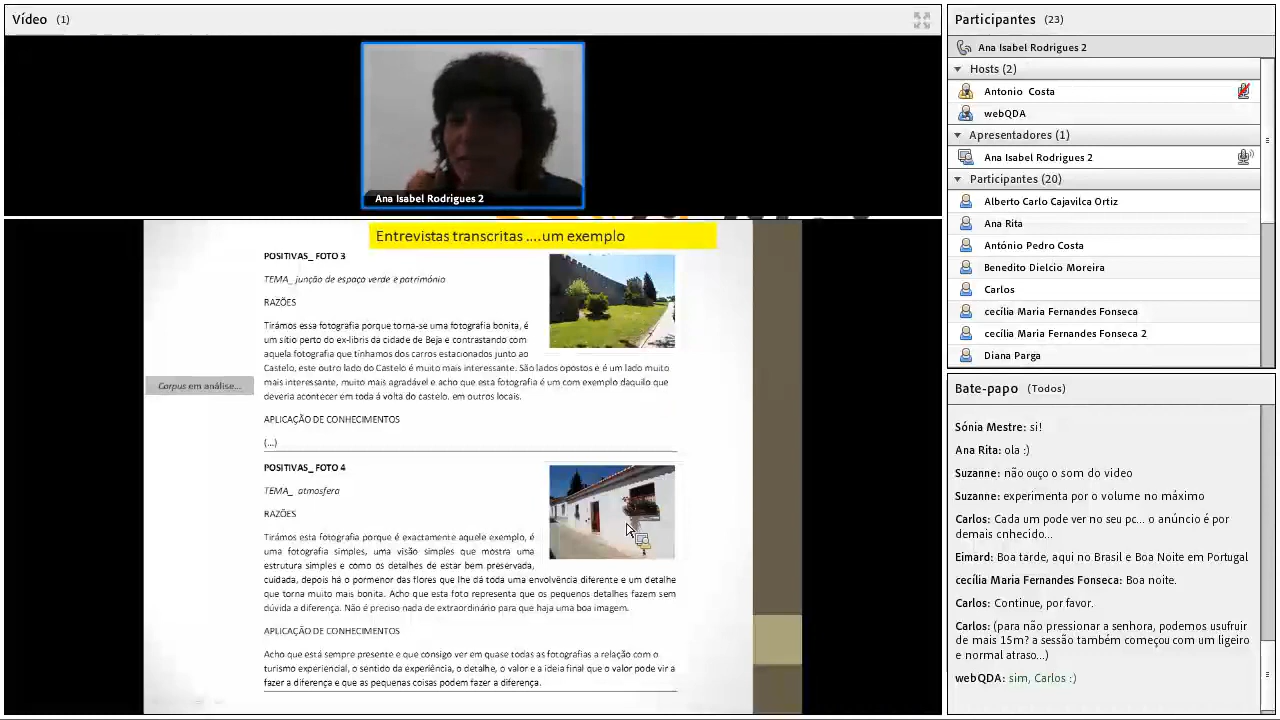 Vídeo (1)
Ana Isabel Rodrigues 2
Entrevistas transcritas ....um exemplo
POSITIVAS_ FOTO 3
TEMA_ junção de espaço verde e património
RAZÕES
Tirámos essa fotografia porque torna-se uma fotografia bonita, é
um sítio perto do ex-libris da cidade de Beja e contrastando com
aquela fotografia que tínhamos dos carros estacionados junto ao
Castelo, este outro lado do Castelo é muito mais interessante. São lados opostos e é um lado muito
mais interessante, muito mais agradável e acho que esta fotografia é um com exemplo daquilo que
deveria acontecer em toda á volta do castelo, em outros locais.
Corpus em análise...
APLICAÇÃO DE CONHECIMENTOS
(...)
POSITIVAS_ FOTO 4
TEMA_ atmosfera
RAZÕES
Tirámos esta fotografia porque é exactamente aquele exemplo, é
uma fotografia simples, uma visão simples que mostra uma
estrutura simples e como os detalhes de estar bem preservada,
cuidada, depois há o pormenor das flores que lhe dá toda uma envolvência diferente e um detalhe
que torna muito mais bonita. Acho que esta foto representa que os pequenos detalhes fazem sem
dúvida a diferença. Não é preciso nada de extraordinário para que haja uma boa imagem.
APLICAÇÃO DE CONHECIMENTOS
Acho que está sempre presente e que consigo ver em quase todas as fotografias a relação com o
turismo experiencial, o sentido da experiência, o detalhe, o valor e a ideia final que o valor pode vir a
fazer a diferença e que as pequenas coisas podem fazer a diferença.
Participantes (23)
Ana Isabel Rodrigues 2
Hosts (2)
Antonio Costa
webQDA
Apresentadores (1)
Ana Isabel Rodrigues 2
Participantes (20)
Alberto Carlo Cajavilca Ortiz
Ana Rita
António Pedro Costa
Benedito Dielcio Moreira
Carlos
cecília Maria Fernandes Fonseca
cecília Maria Fernandes Fonseca 2
Diana Parga
Bate-papo (Todos)
Sónia Mestre: si!
Ana Rita: ola :)
Suzanne: não ouço o som do video
Suzanne: experimenta por o volume no máximo
Carlos: Cada um pode ver no seu pc... o anúncio é por
demais cnhecido...
Eimard: Boa tarde, aqui no Brasil e Boa Noite em Portugal
cecília Maria Fernandes Fonseca: Boa noite.
Carlos: Continue, por favor.
Carlos: (para não pressionar a senhora, podemos usufruir
de mais 15m? a sessão também começou com um ligeiro
e normal atraso...)
webQDA: sim, Carlos :)